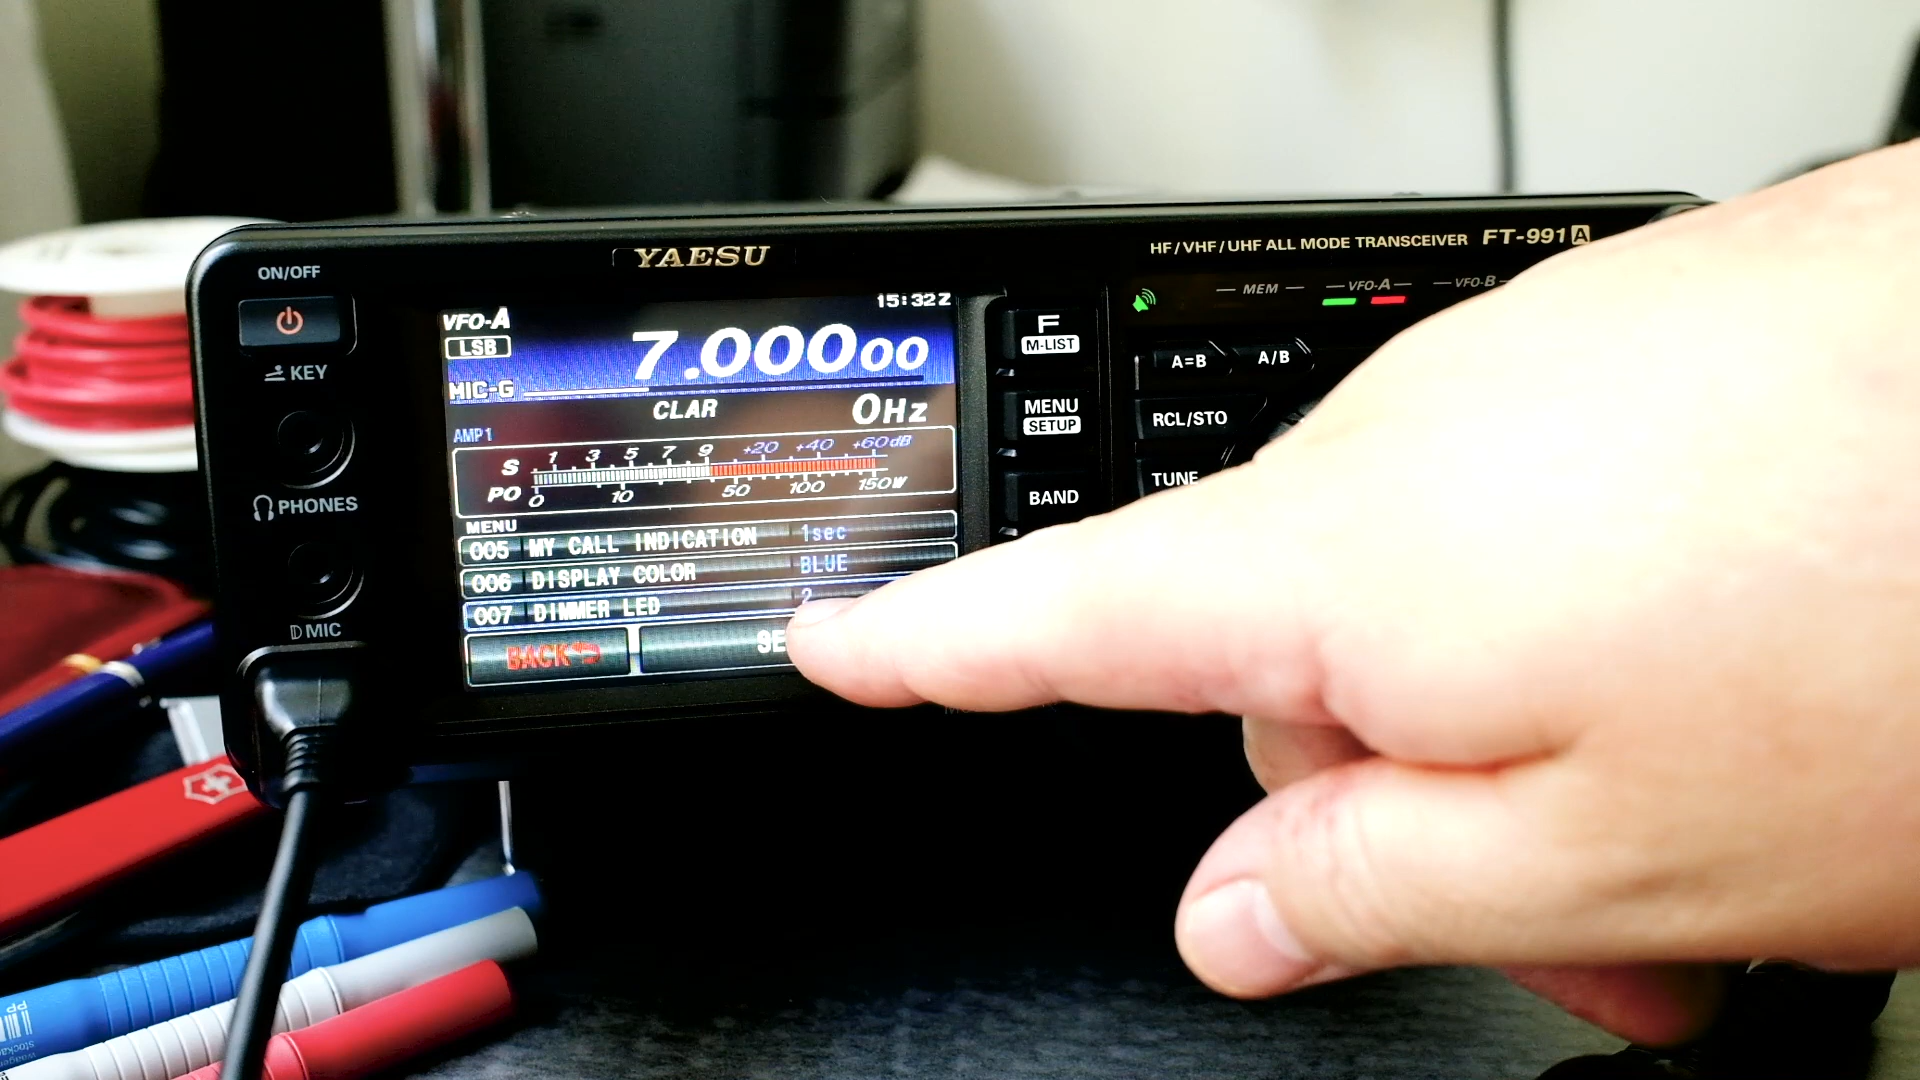 YAESU
HF/VHF/UHF ALL MODE TRANSCEIVER FT-991A
ON/OFF
KEY
PHONES
MIC
15:32Z
VFO-A
LSB
7.00000
MIC-G
CLAR 0Hz
AMP1
S 1 3 5 7 9 +20 +40 +60dB
PO 0 10 50 100 150W
MENU
005 MY CALL INDICATION 1sec
006 DISPLAY COLOR BLUE
007 DIMMER LED 2
BACK
F
M-LIST
MENU
SETUP
BAND
MEM VFO-A VFO-B
A=B A/B
RCL/STO
TUNE